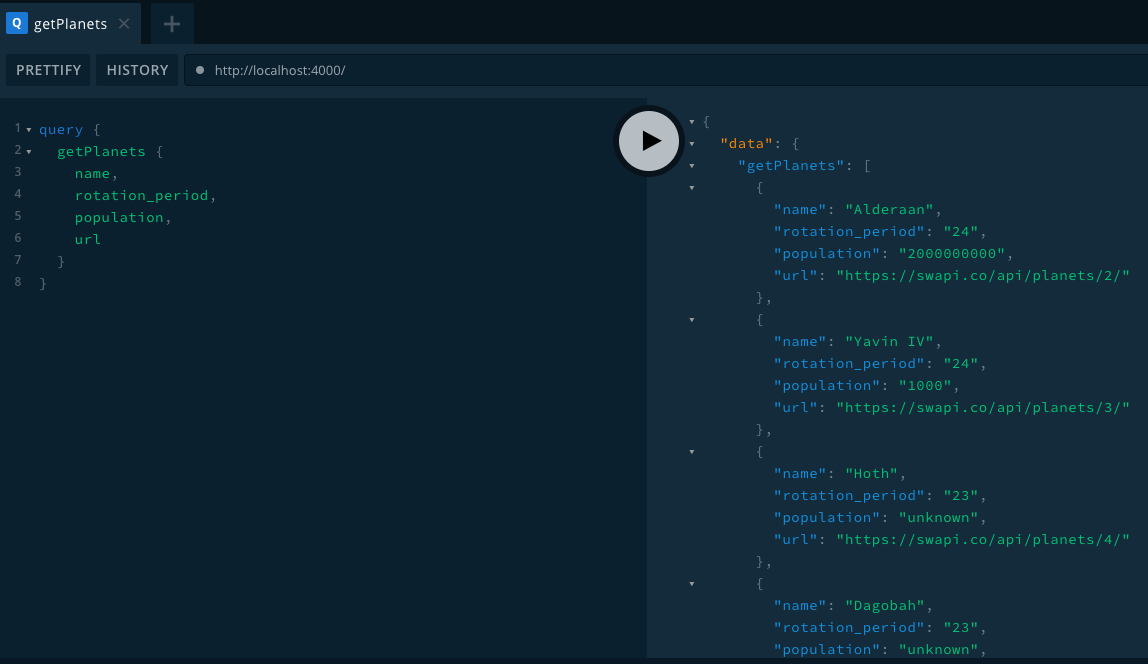 Q getPlanets ×
+
PRETTIFY HISTORY http://localhost:4000/
1 query {
2 getPlanets {
3 name,
4 rotation_period,
5 population,
6 url
7 }
8 }
{
"data": {
"getPlanets": [
{
"name": "Alderaan",
"rotation_period": "24",
"population": "2000000000",
"url": "https://swapi.co/api/planets/2/"
},
{
"name": "Yavin IV",
"rotation_period": "24",
"population": "1000",
"url": "https://swapi.co/api/planets/3/"
},
{
"name": "Hoth",
"rotation_period": "23",
"population": "unknown",
"url": "https://swapi.co/api/planets/4/"
},
{
"name": "Dagobah",
"rotation_period": "23",
"population": "unknown",